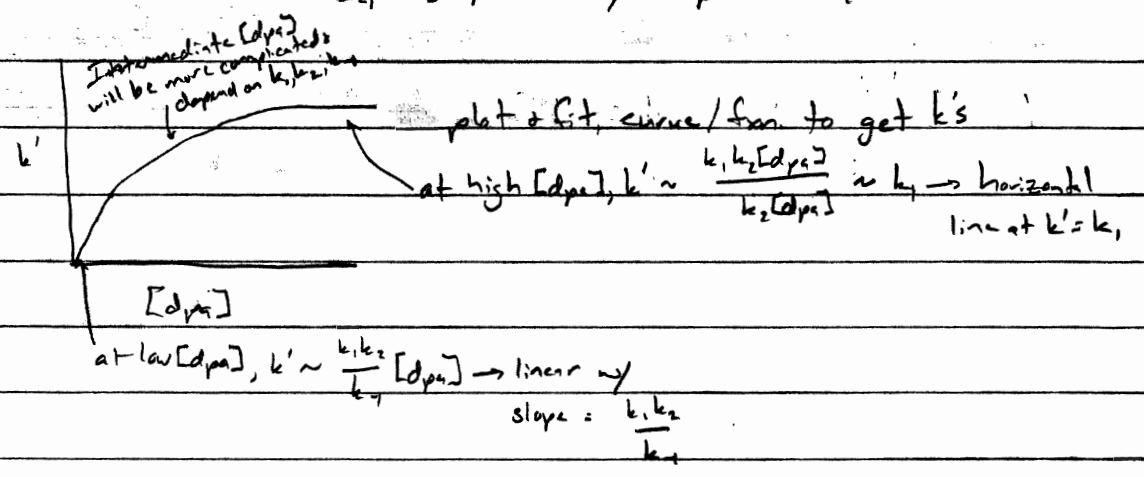 Intermediate [dpa]
will be more complicated &
depend on k₁, k₂, k₋₁
plot & fit, curve / from to get k's
k'
at high [dpa], k' ~ k₁k₂[dpa] / k₂[dpa] ~ k₁ → horizontal
line at k' = k₁
[dpa]
at low [dpa], k' ~ k₁k₂ / k₋₁ [dpa] → linear w/
slope = k₁k₂ / k₋₁